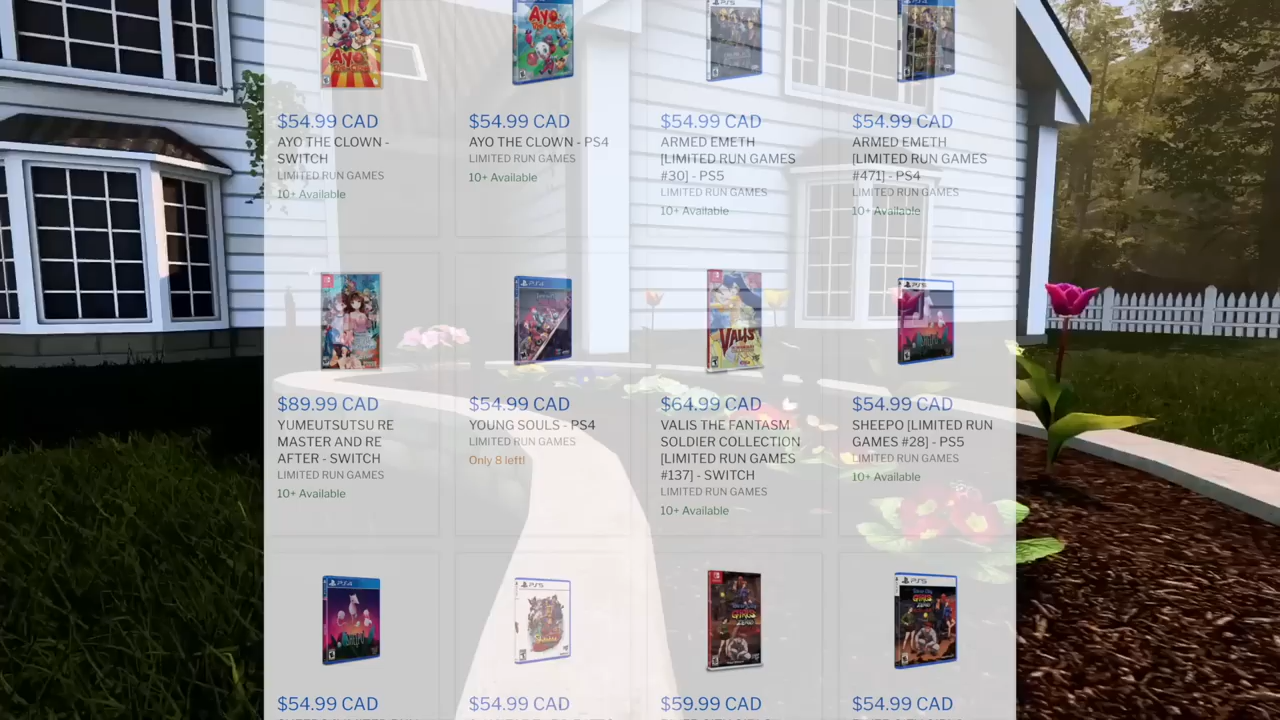 $54.99 CAD
AYO THE CLOWN -
SWITCH
LIMITED RUN GAMES
10+ Available
$54.99 CAD
AYO THE CLOWN - PS4
LIMITED RUN GAMES
10+ Available
$54.99 CAD
ARMED EMETH
[LIMITED RUN GAMES
#30] - PS5
LIMITED RUN GAMES
10+ Available
$54.99 CAD
ARMED EMETH
[LIMITED RUN GAMES
#471] - PS4
LIMITED RUN GAMES
10+ Available
VALIS
$89.99 CAD
YUMEUTSUTSU RE
MASTER AND RE
AFTER - SWITCH
LIMITED RUN GAMES
10+ Available
$54.99 CAD
YOUNG SOULS - PS4
LIMITED RUN GAMES
Only 8 left!
$64.99 CAD
VALIS THE FANTASM
SOLDIER COLLECTION
[LIMITED RUN GAMES
#137] - SWITCH
LIMITED RUN GAMES
10+ Available
$54.99 CAD
SHEEPO [LIMITED RUN
GAMES #28] - PS5
LIMITED RUN GAMES
10+ Available
PS4
PS5
PS5
$54.99 CAD
$54.99 CAD
$59.99 CAD
$54.99 CAD